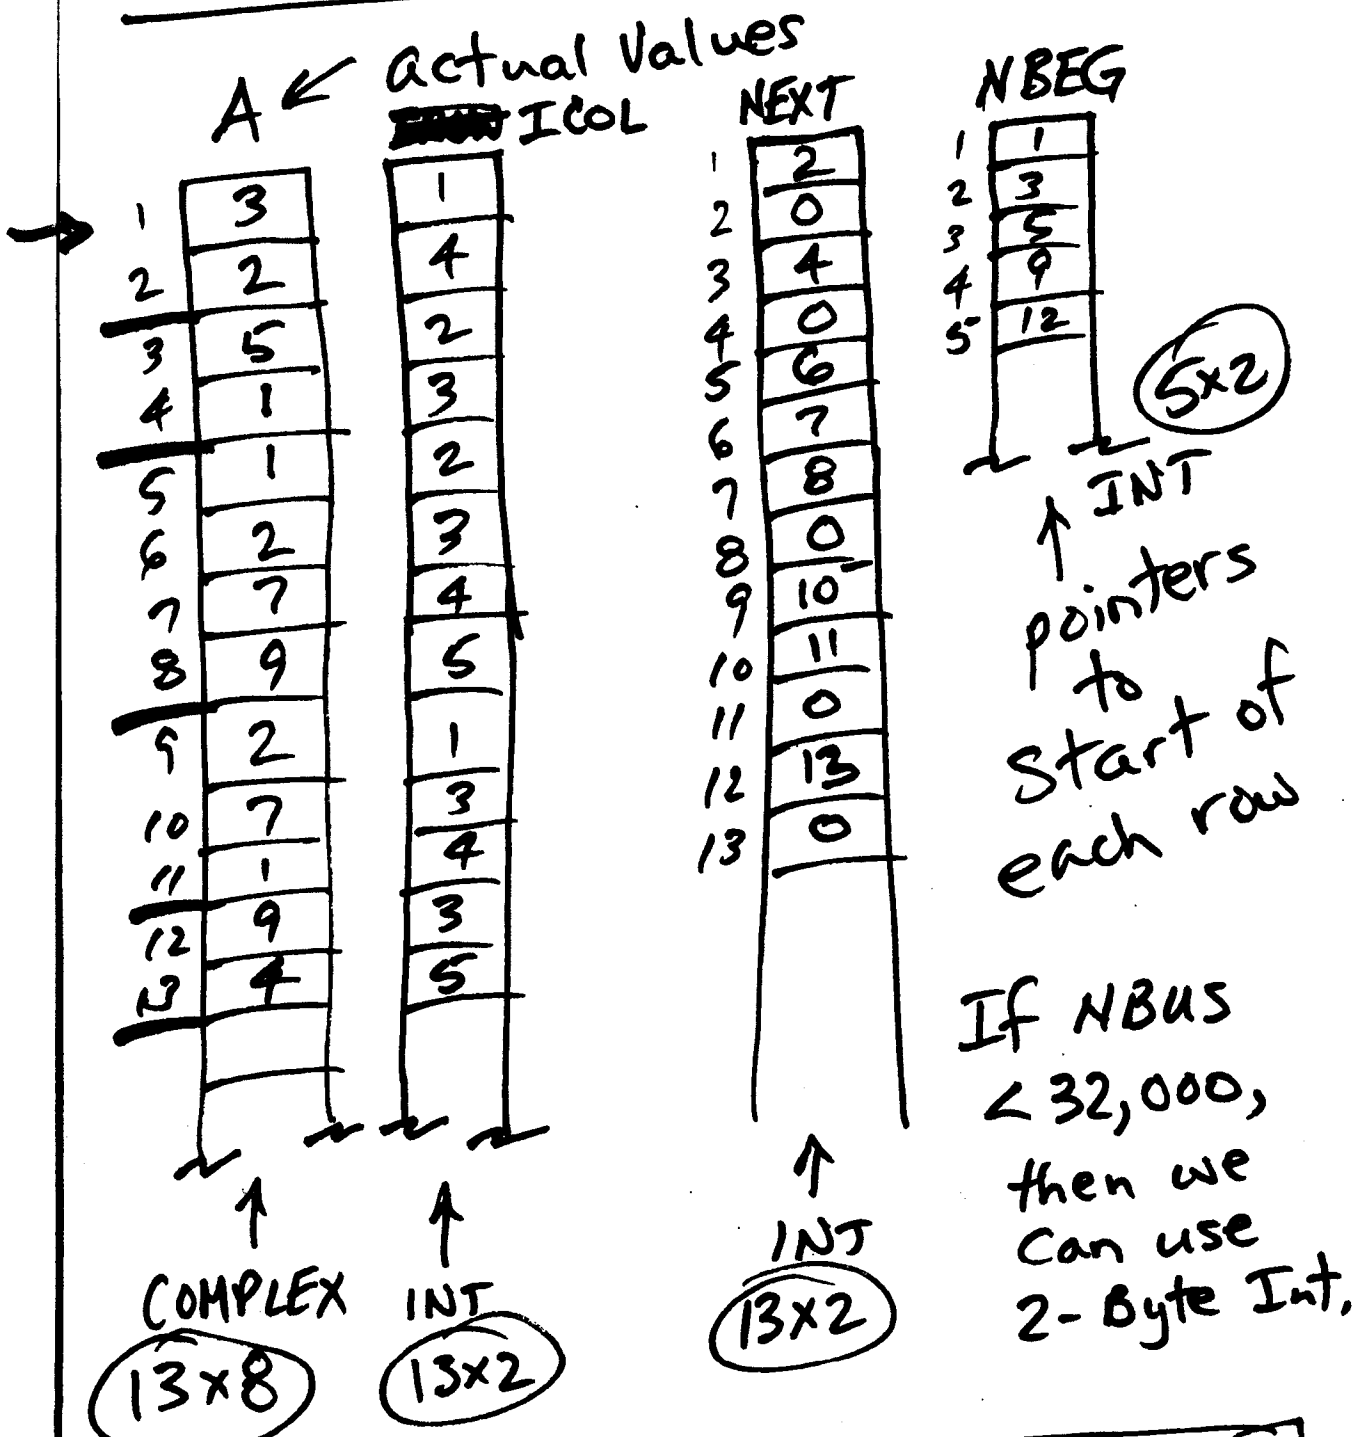 A ← actual Values
ICOL
NEXT
NBEG
1 3
2 2
3 5
4 1
5 1
6 2
7 7
8 9
9 2
10 7
11 1
12 9
13 4
1
4
2
3
2
3
4
5
1
3
4
3
5
1 2
2 0
3 4
4 0
5 6
6 7
7 8
8 0
9 10
10 11
11 0
12 13
13 0
1 1
2 3
3 5
4 9
5 12
5x2
INT
pointers
to
Start of
each row
If NBUS
< 32,000,
then we
can use
2-Byte Int.
COMPLEX
13x8
INT
13x2
INT
13x2